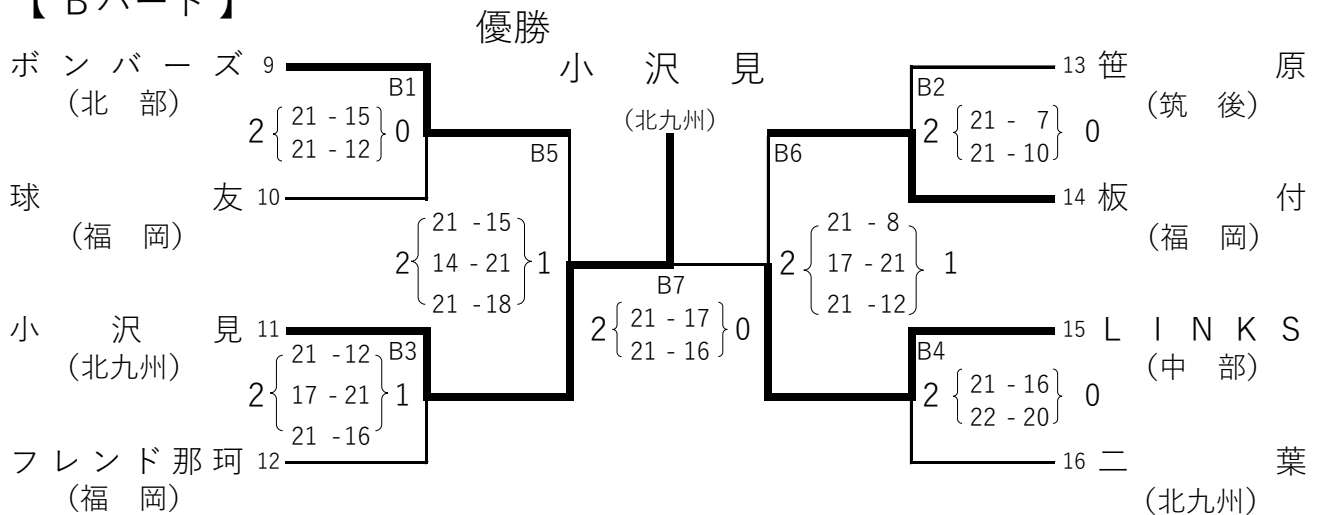 【 Bパート 】
優勝
小 沢 見
(北九州)
ボンバーズ 9
(北 部)
B1
2 21 - 15 0
21 - 12
球 友 10
(福 岡)
B5
21 - 15
2 14 - 21 1
21 - 18
小 沢 見 11
(北九州)
B3
21 - 12
2 17 - 21 1
21 - 16
フレンド那珂 12
(福 岡)
B7
2 21 - 17 0
21 - 16
13 笹 原
(筑 後)
B2
2 21 - 7 0
21 - 10
14 板 付
(福 岡)
B6
21 - 8
2 17 - 21 1
21 - 12
15 LINKS
(中 部)
B4
2 21 - 16 0
22 - 20
16 二 葉
(北九州)